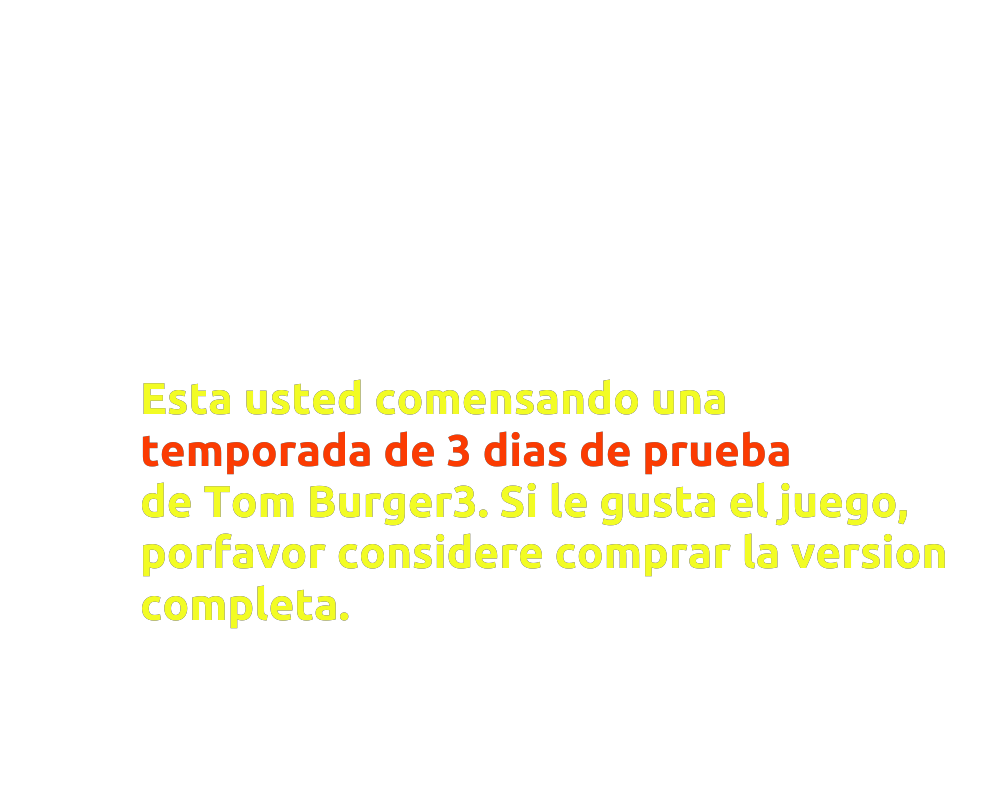 Esta usted comensando una
temporada de 3 dias de prueba
de Tom Burger3. Si le gusta el juego,
porfavor considere comprar la version
completa.